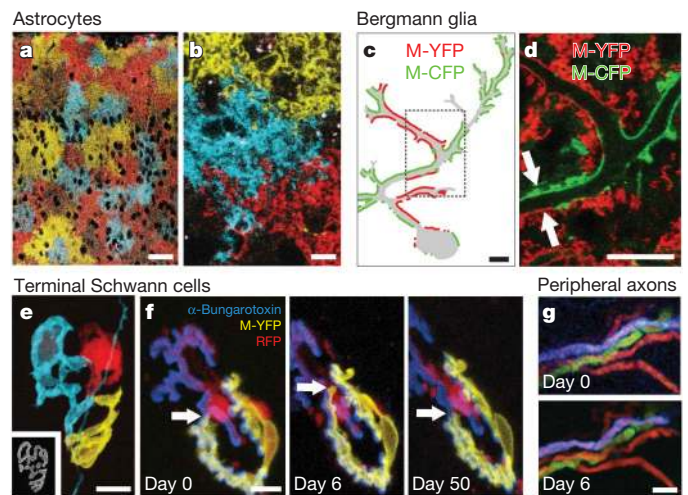 Astrocytes
Bergmann glia
a
b
c
M-YFP
M-CFP
d
M-YFP
M-CFP
Terminal Schwann cells
Peripheral axons
e
f
α-Bungarotoxin
M-YFP
RFP
Day 0
Day 6
Day 50
g
Day 0
Day 6